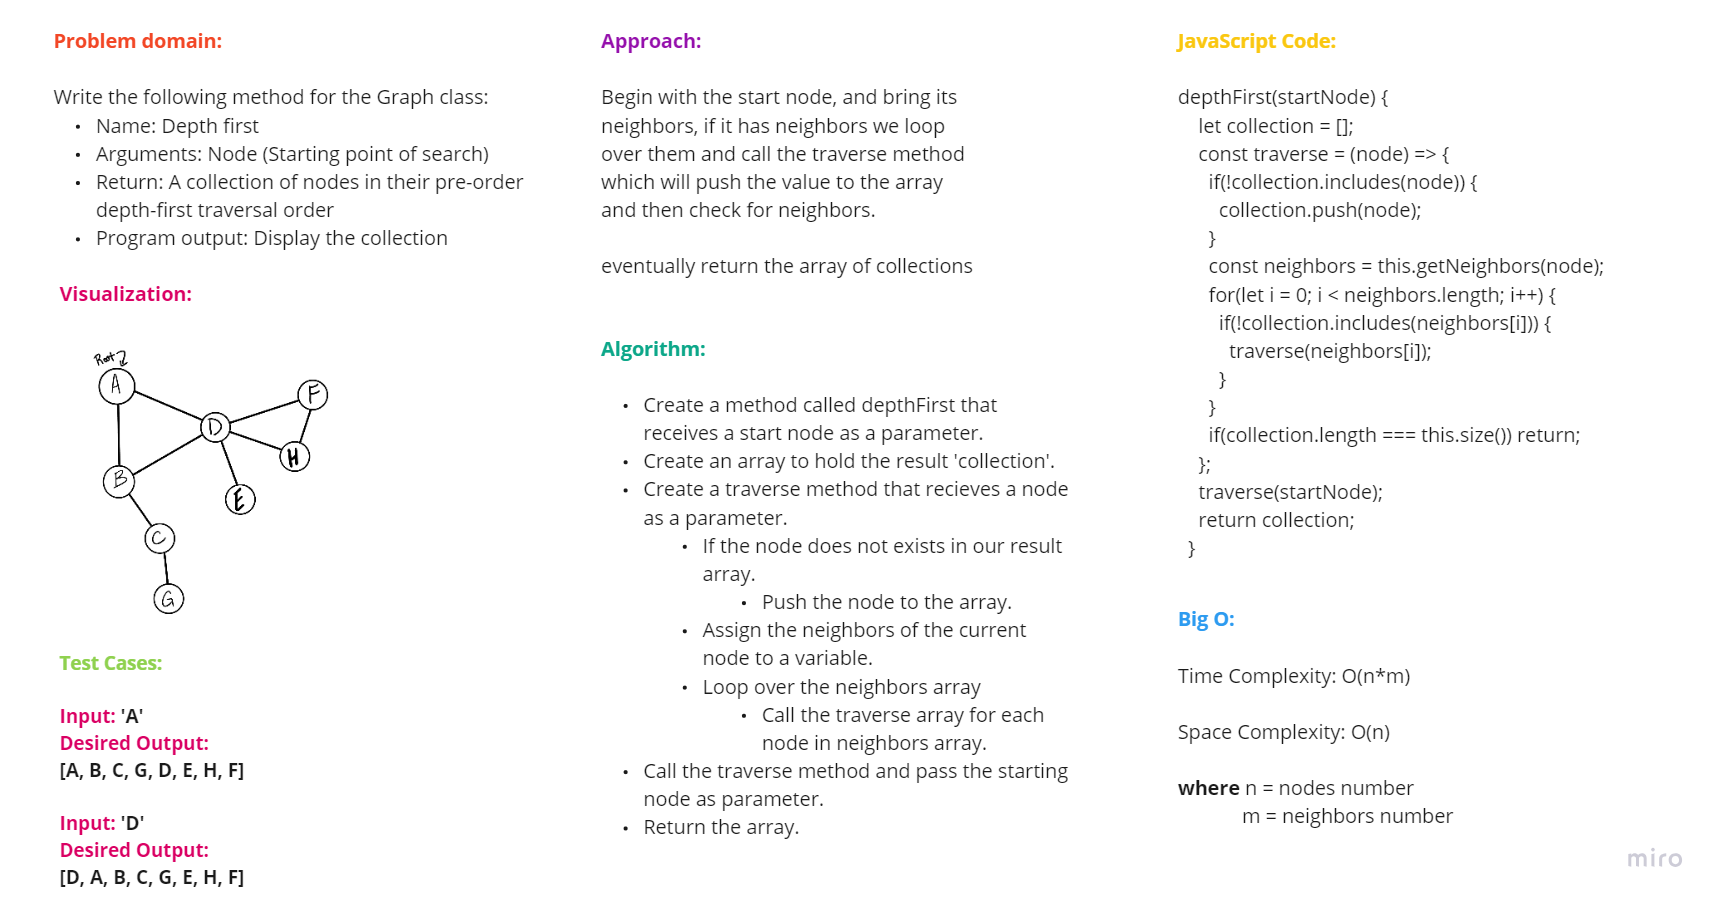 Problem domain:
Write the following method for the Graph class:
• Name: Depth first
• Arguments: Node (Starting point of search)
• Return: A collection of nodes in their pre-order
depth-first traversal order
• Program output: Display the collection
Visualization:
Root
A
F
D
H
B
E
C
G
Test Cases:
Input: 'A'
Desired Output:
[A, B, C, G, D, E, H, F]
Input: 'D'
Desired Output:
[D, A, B, C, G, E, H, F]
Approach:
Begin with the start node, and bring its
neighbors, if it has neighbors we loop
over them and call the traverse method
which will push the value to the array
and then check for neighbors.
eventually return the array of collections
Algorithm:
• Create a method called depthFirst that
receives a start node as a parameter.
• Create an array to hold the result 'collection'.
• Create a traverse method that recieves a node
as a parameter.
• If the node does not exists in our result
array.
• Push the node to the array.
• Assign the neighbors of the current
node to a variable.
• Loop over the neighbors array
• Call the traverse array for each
node in neighbors array.
• Call the traverse method and pass the starting
node as parameter.
• Return the array.
JavaScript Code:
depthFirst(startNode) {
let collection = [];
const traverse = (node) => {
if(!collection.includes(node)) {
collection.push(node);
}
const neighbors = this.getNeighbors(node);
for(let i = 0; i < neighbors.length; i++) {
if(!collection.includes(neighbors[i])) {
traverse(neighbors[i]);
}
}
if(collection.length === this.size()) return;
};
traverse(startNode);
return collection;
}
Big O:
Time Complexity: O(n*m)
Space Complexity: O(n)
where n = nodes number
m = neighbors number
miro